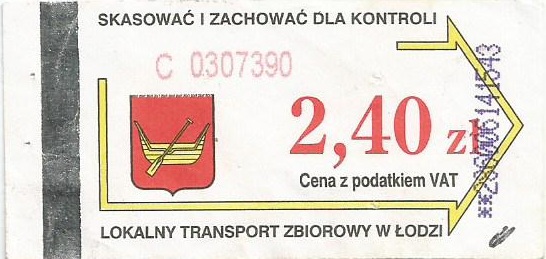 SKASOWAĆ I ZACHOWAĆ DLA KONTROLI
C 0307390
2,40 zł
Cena z podatkiem VAT
LOKALNY TRANSPORT ZBIOROWY W ŁODZI